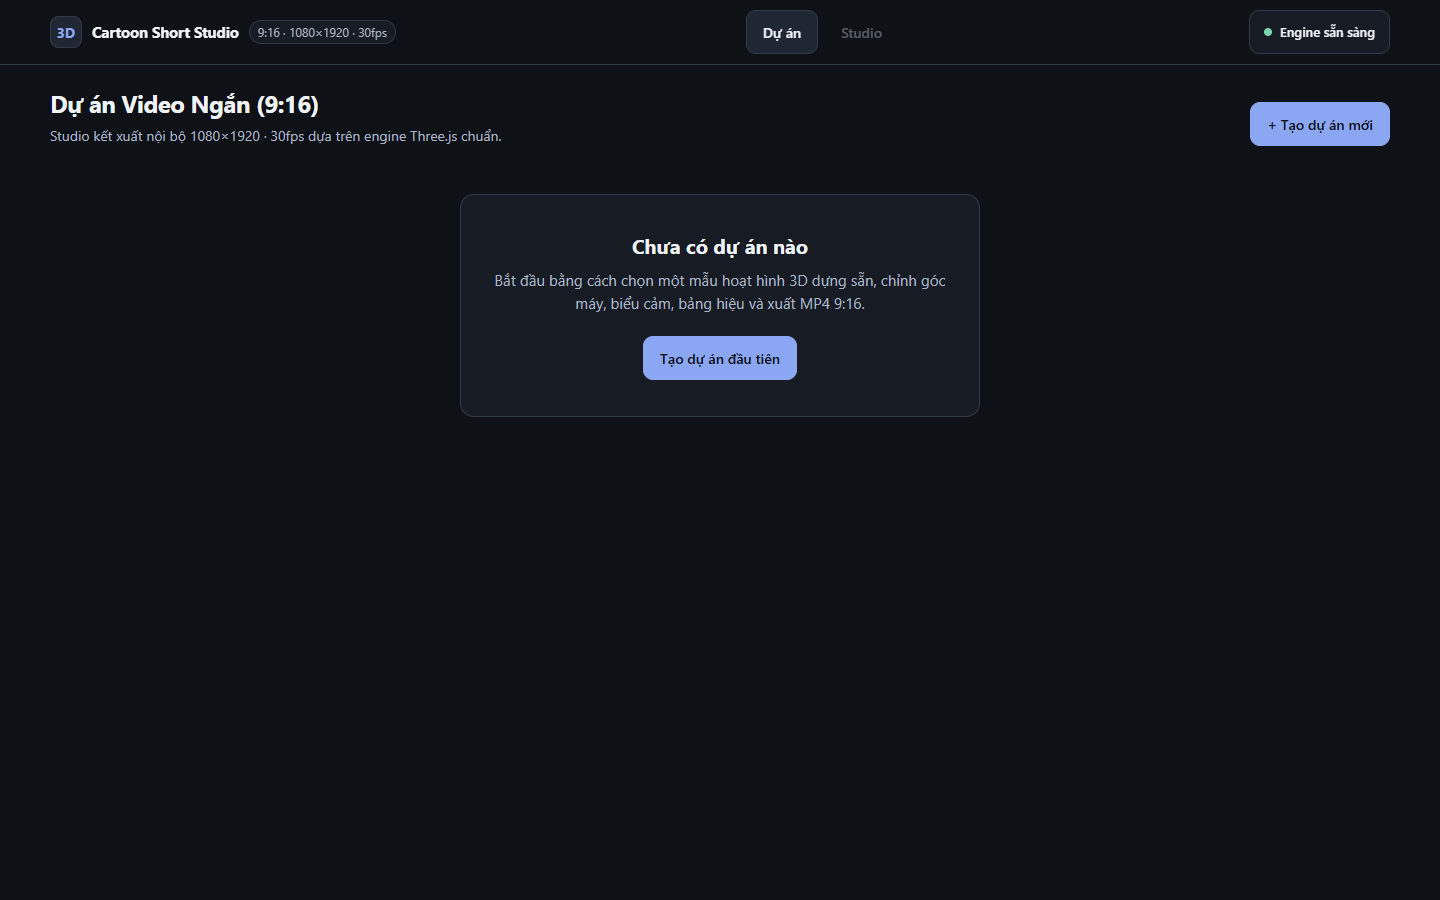 3D Cartoon Short Studio 9:16 · 1080×1920 · 30fps Dự án Studio Engine sẵn sàng
Dự án Video Ngắn (9:16)
Studio kết xuất nội bộ 1080×1920 · 30fps dựa trên engine Three.js chuẩn.
+ Tạo dự án mới
Chưa có dự án nào
Bắt đầu bằng cách chọn một mẫu hoạt hình 3D dựng sẵn, chỉnh góc
máy, biểu cảm, bảng hiệu và xuất MP4 9:16.
Tạo dự án đầu tiên